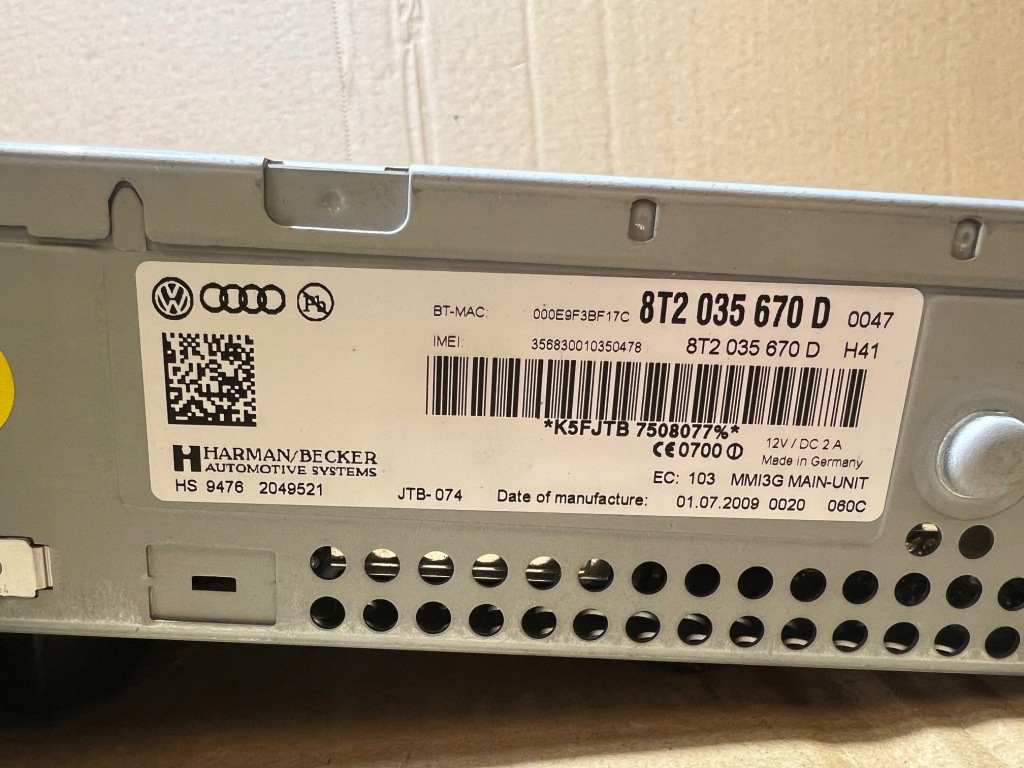 Pb
BT-MAC: 000E9F3BF17C 8T2 035 670 D 0047
IMEI: 356830010350478 8T2 035 670 D H41
*K5FJTB 7508077%*
CE0700 12V / DC 2 A
Made in Germany
HARMAN/BECKER
AUTOMOTIVE SYSTEMS
EC: 103 MMI3G MAIN-UNIT
HS 9476 2049521 JTB-074 Date of manufacture: 01.07.2009 0020 060C